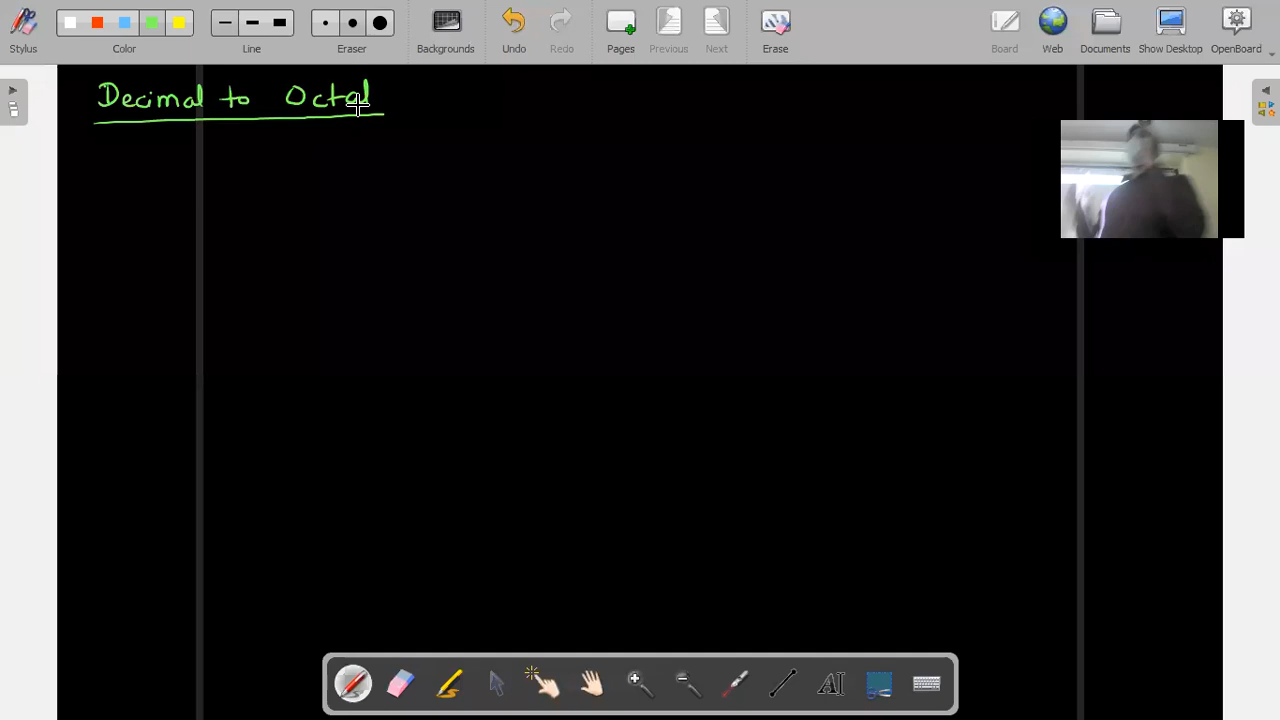 Stylus
Color
Line
Eraser
Backgrounds
Undo
Redo
Pages
Previous
Next
Erase
Board
Web
Documents
Show Desktop
OpenBoard
Decimal to Octal
AI